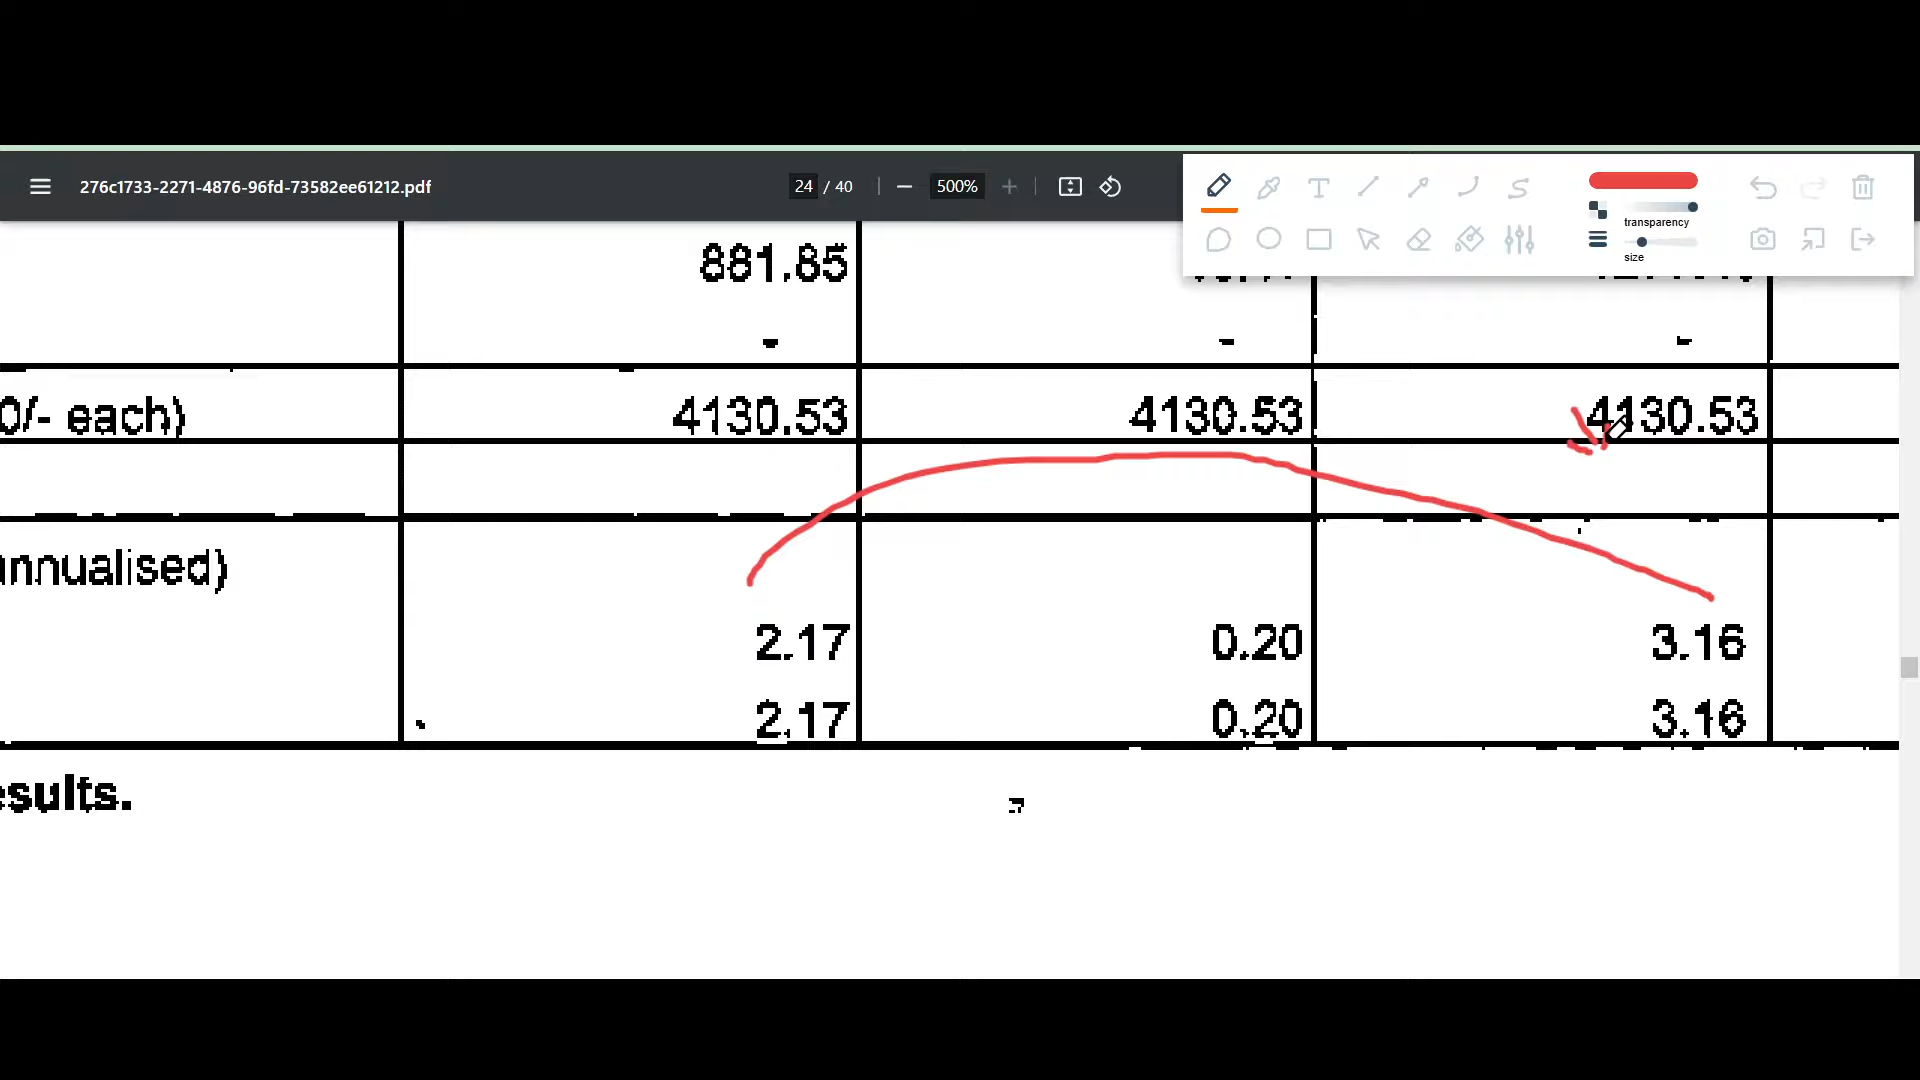 276c1733-2271-4876-96fd-73582ee61212.pdf 24 / 40 500%
transparency
size
881.85
- - -
0/- each) 4130.53 4130.53 4130.53
annualised)
2.17 0.20 3.16
2.17 0.20 3.16
esults.